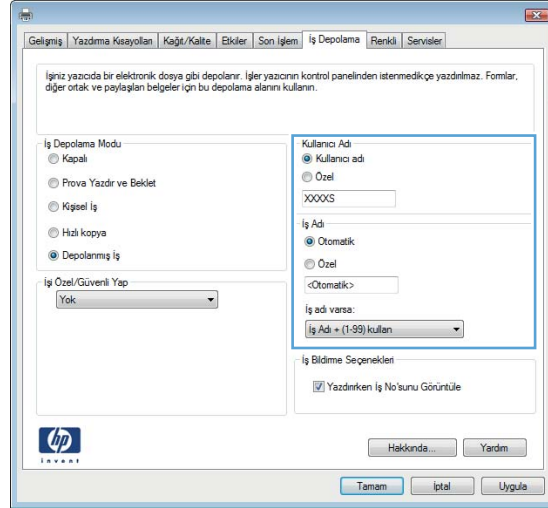 Gelişmiş Yazdırma Kısayolları Kağıt/Kalite Etkiler Son İşlem İş Depolama Renkli Servisler
İşiniz yazıcıda bir elektronik dosya gibi depolanır. İşler yazıcının kontrol panelinden istenmedikçe yazdırılmaz. Formlar,
diğer ortak ve paylaşılan belgeler için bu depolama alanını kullanın.
İş Depolama Modu
Kapalı
Prova Yazdır ve Beklet
Kişisel İş
Hızlı kopya
Depolanmış İş
İşi Özel/Güvenli Yap
Yok
Kullanıcı Adı
Kullanıcı adı
Özel
XXXXS
İş Adı
Otomatik
Özel
<Otomatik>
İş adı varsa:
İş Adı + (1-99) kullan
İş Bildirme Seçenekleri
Yazdırırken İş No'sunu Görüntüle
hp
invent
Hakkında... Yardım
Tamam İptal Uygula